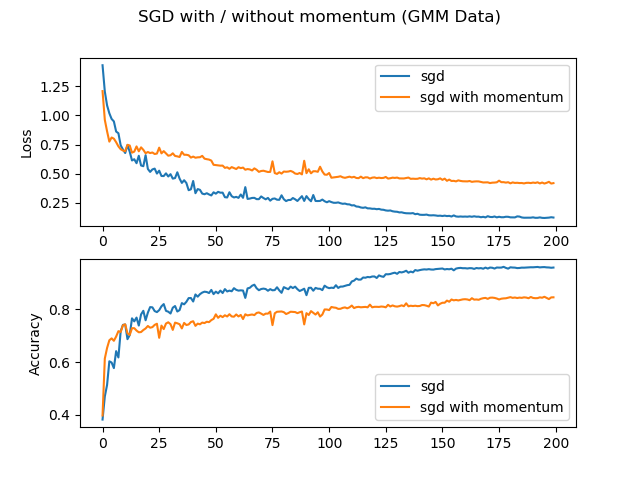 SGD with / without momentum (GMM Data)
sgd
sgd with momentum
Loss
1.25
1.00
0.75
0.50
0.25
0 25 50 75 100 125 150 175 200
Accuracy
0.8
0.6
0.4
sgd
sgd with momentum
0 25 50 75 100 125 150 175 200